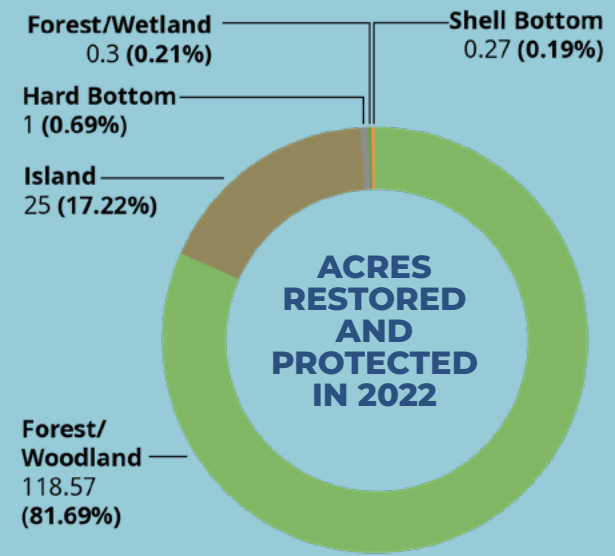 Forest/Wetland
0.3 (0.21%)
Shell Bottom
0.27 (0.19%)
Hard Bottom
1 (0.69%)
Island
25 (17.22%)
ACRES
RESTORED
AND
PROTECTED
IN 2022
Forest/
Woodland
118.57
(81.69%)